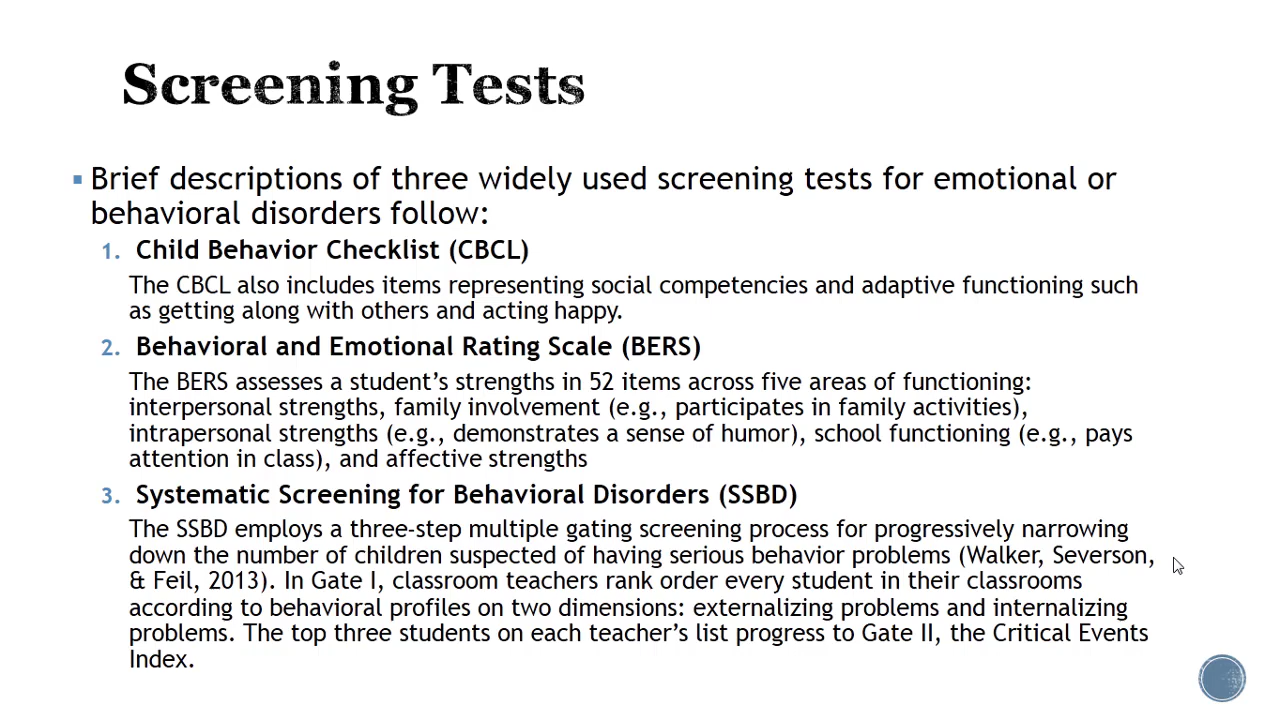 Screening Tests
▪ Brief descriptions of three widely used screening tests for emotional or
behavioral disorders follow:
1. Child Behavior Checklist (CBCL)
The CBCL also includes items representing social competencies and adaptive functioning such
as getting along with others and acting happy.
2. Behavioral and Emotional Rating Scale (BERS)
The BERS assesses a student’s strengths in 52 items across five areas of functioning:
interpersonal strengths, family involvement (e.g., participates in family activities),
intrapersonal strengths (e.g., demonstrates a sense of humor), school functioning (e.g., pays
attention in class), and affective strengths
3. Systematic Screening for Behavioral Disorders (SSBD)
The SSBD employs a three-step multiple gating screening process for progressively narrowing
down the number of children suspected of having serious behavior problems (Walker, Severson,
& Feil, 2013). In Gate I, classroom teachers rank order every student in their classrooms
according to behavioral profiles on two dimensions: externalizing problems and internalizing
problems. The top three students on each teacher’s list progress to Gate II, the Critical Events
Index.